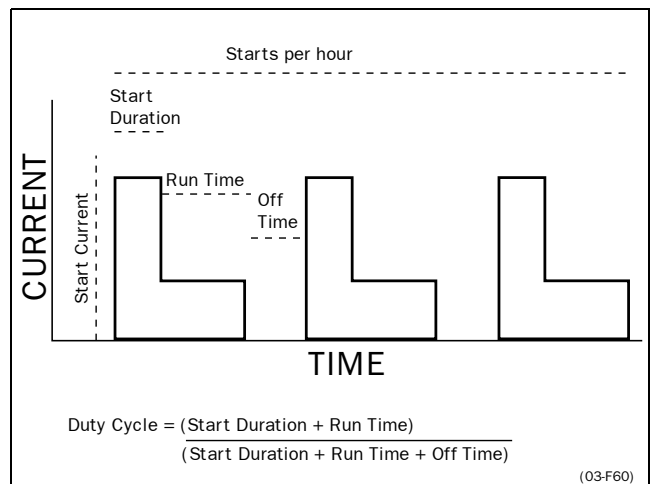 Starts per hour
Start
Duration
Run Time
Off
Time
Start Current
CURRENT
TIME
Duty Cycle = (Start Duration + Run Time)
(Start Duration + Run Time + Off Time)
(03-F60)